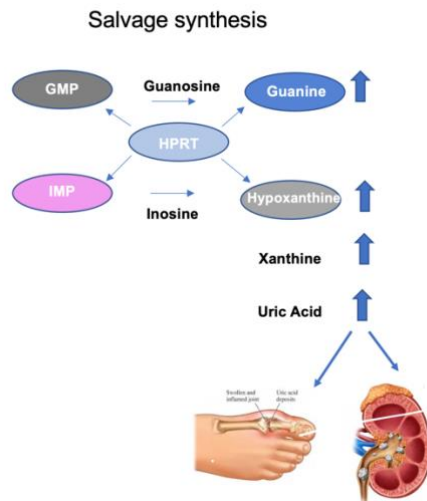 Salvage synthesis
GMP
Guanosine
Guanine
HPRT
IMP
Inosine
Hypoxanthine
Xanthine
Uric Acid
Swollen and
inflamed joint
Uric acid
deposits